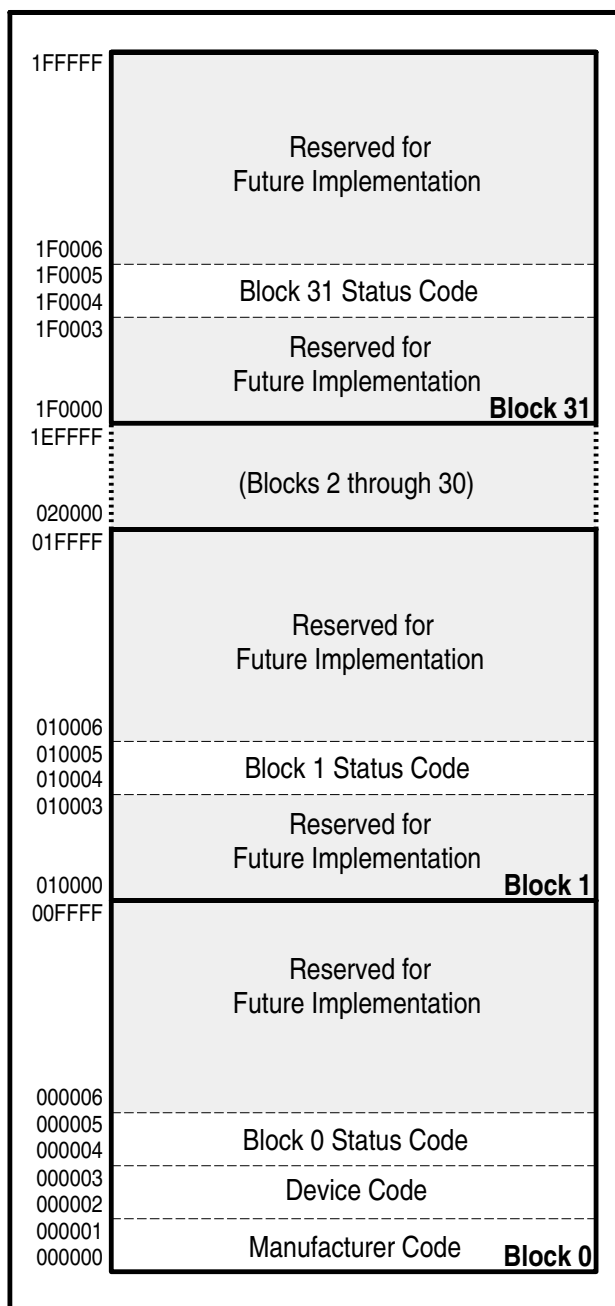 1FFFFF
Reserved for
Future Implementation
1F0006
1F0005
Block 31 Status Code
1F0004
1F0003
Reserved for
Future Implementation
1F0000
Block 31
1EFFFF
(Blocks 2 through 30)
020000
01FFFF
Reserved for
Future Implementation
010006
010005
Block 1 Status Code
010004
010003
Reserved for
Future Implementation
010000
Block 1
00FFFF
Reserved for
Future Implementation
000006
000005
Block 0 Status Code
000004
000003
Device Code
000002
000001
Manufacturer Code
000000
Block 0